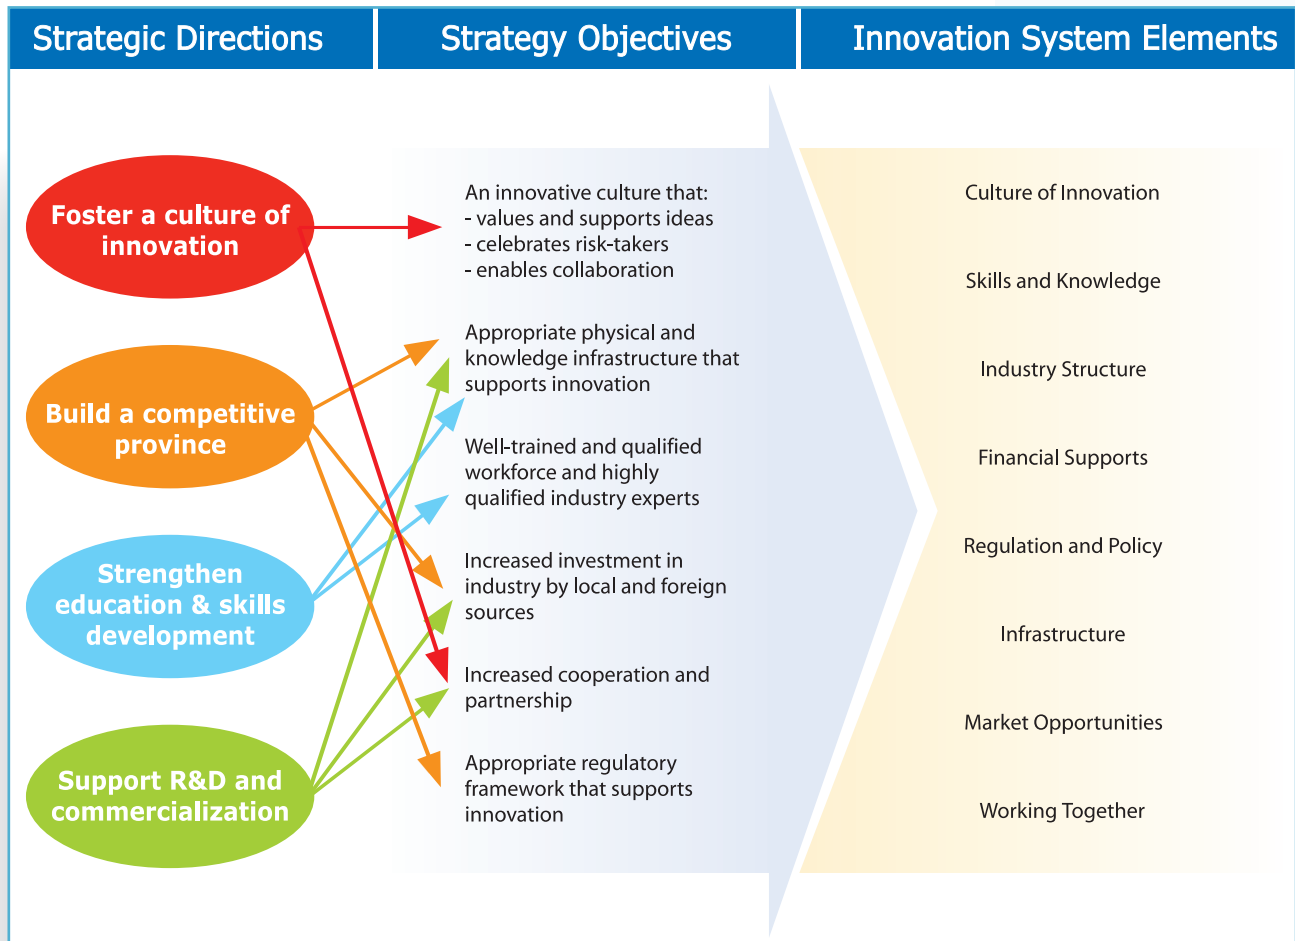 Strategic Directions
Strategy Objectives
Innovation System Elements
Foster a culture of
innovation
Build a competitive
province
Strengthen
education & skills
development
Support R&D and
commercialization
An innovative culture that:
- values and supports ideas
- celebrates risk-takers
- enables collaboration
Appropriate physical and
knowledge infrastructure that
supports innovation
Well-trained and qualified
workforce and highly
qualified industry experts
Increased investment in
industry by local and foreign
sources
Increased cooperation and
partnership
Appropriate regulatory
framework that supports
innovation
Culture of Innovation
Skills and Knowledge
Industry Structure
Financial Supports
Regulation and Policy
Infrastructure
Market Opportunities
Working Together